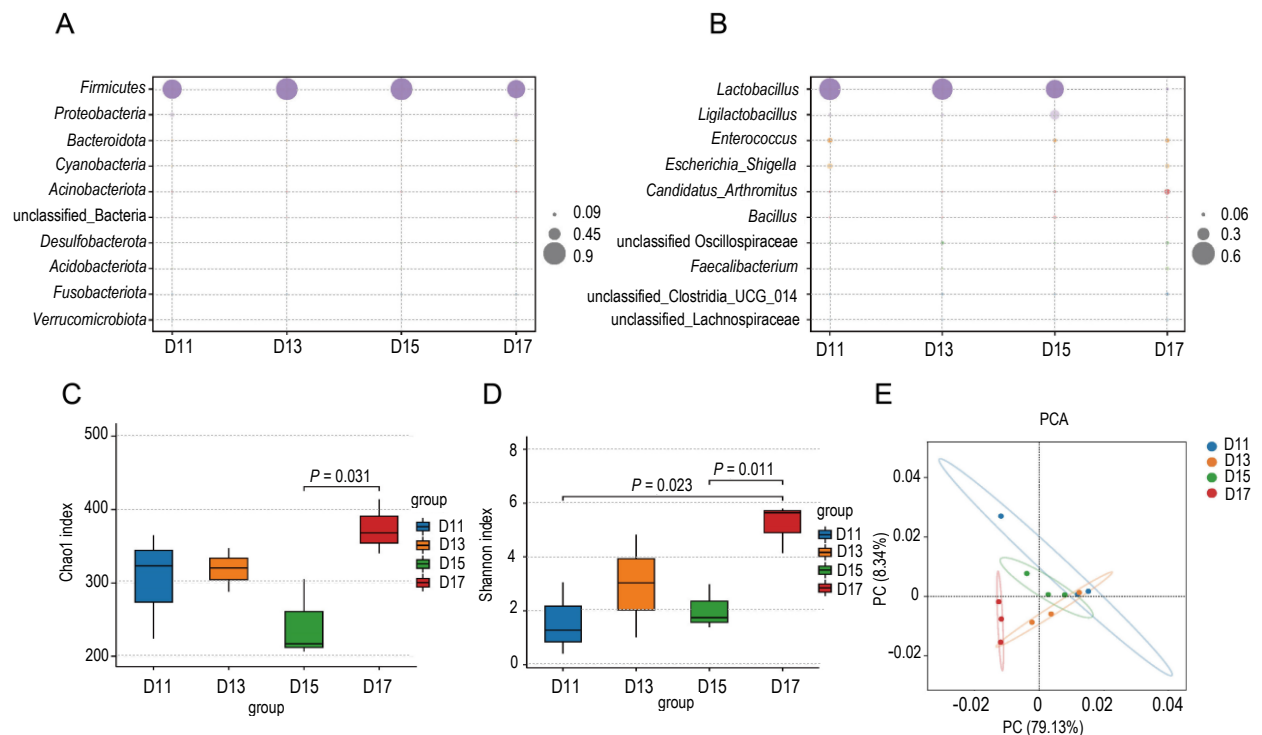 A
Firmicutes
Proteobacteria
Bacteroidota
Cyanobacteria
Acinobacteriota
unclassified_Bacteria
Desulfobacterota
Acidobacteriota
Fusobacteriota
Verrucomicrobiota
D11 D13 D15 D17
0.09
0.45
0.9
B
Lactobacillus
Ligilactobacillus
Enterococcus
Escherichia_Shigella
Candidatus_Arthromitus
Bacillus
unclassified Oscillospiraceae
Faecalibacterium
unclassified_Clostridia_UCG_014
unclassified_Lachnospiraceae
D11 D13 D15 D17
0.06
0.3
0.6
C
Chao1 index
500
400
300
200
P = 0.031
D11 D13 D15 D17
group
group
D11
D13
D15
D17
D
Shannon index
8
6
4
2
0
P = 0.011
P = 0.023
D11 D13 D15 D17
group
group
D11
D13
D15
D17
E
PCA
PC (8.34%)
0.04
0.02
0
-0.02
-0.02 0 0.02 0.04
PC (79.13%)
D11
D13
D15
D17